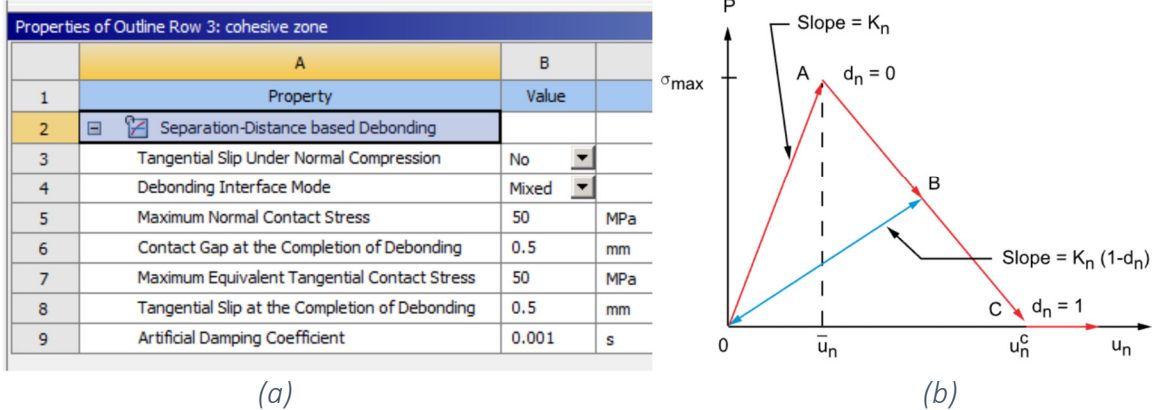 Properties of Outline Row 3: cohesive zone
A B
1 Property Value
2 Separation-Distance based Debonding
3 Tangential Slip Under Normal Compression No
4 Debonding Interface Mode Mixed
5 Maximum Normal Contact Stress 50 MPa
6 Contact Gap at the Completion of Debonding 0.5 mm
7 Maximum Equivalent Tangential Contact Stress 50 MPa
8 Tangential Slip at the Completion of Debonding 0.5 mm
9 Artificial Damping Coefficient 0.001 s
(a)
P
Slope = Kₙ
σmax
A dₙ = 0
B
Slope = Kₙ (1-dₙ)
C dₙ = 1
0 u̅ₙ uₙᶜ uₙ
(b)